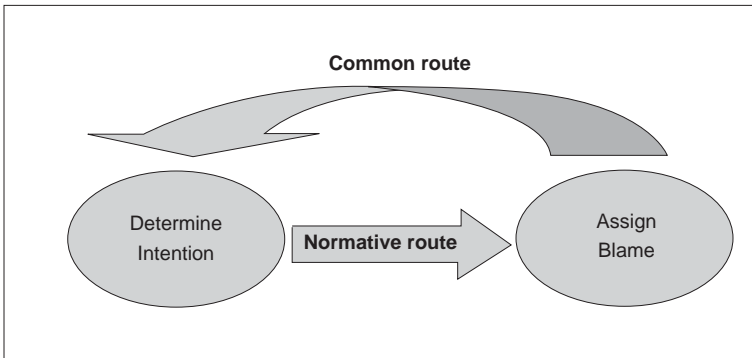 Common route
Determine
Intention
Normative route
Assign
Blame